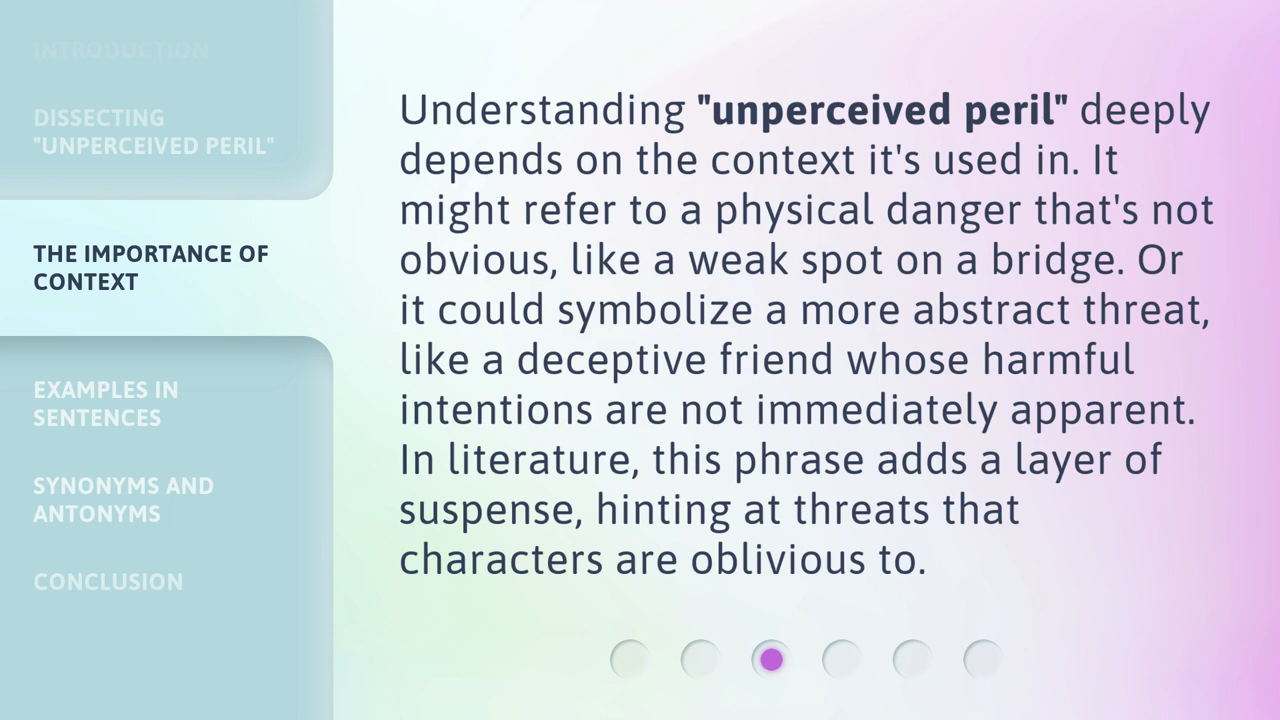 INTRODUCTION
DISSECTING
"UNPERCEIVED PERIL"
THE IMPORTANCE OF
CONTEXT
EXAMPLES IN
SENTENCES
SYNONYMS AND
ANTONYMS
CONCLUSION
Understanding "unperceived peril" deeply
depends on the context it's used in. It
might refer to a physical danger that's not
obvious, like a weak spot on a bridge. Or
it could symbolize a more abstract threat,
like a deceptive friend whose harmful
intentions are not immediately apparent.
In literature, this phrase adds a layer of
suspense, hinting at threats that
characters are oblivious to.